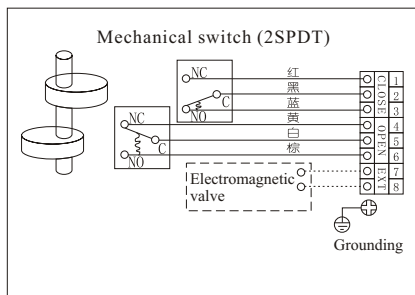 Mechanical switch (2SPDT)
NC
C
NO
NC
C
NO
红
黑
蓝
黄
白
棕
CLOSE
OPEN
EXT
1
2
3
4
5
6
7
8
Electromagnetic
valve
Grounding